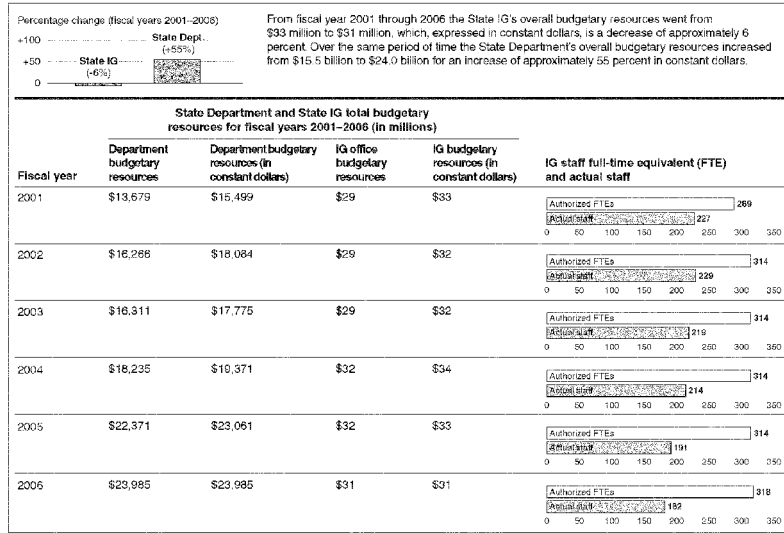 Percentage change (fiscal years 2001–2006)
+100
State Dept.
(+55%)
+50
State IG
(-6%)
0
From fiscal year 2001 through 2006 the State IG's overall budgetary resources went from
$33 million to $31 million, which, expressed in constant dollars, is a decrease of approximately 6
percent. Over the same period of time the State Department's overall budgetary resources increased
from $15.5 billion to $24.0 billion for an increase of approximately 55 percent in constant dollars.
State Department and State IG total budgetary
resources for fiscal years 2001–2006 (in millions)
Fiscal year
Department
budgetary
resources
Department budgetary
resources (in
constant dollars)
IG office
budgetary
resources
IG budgetary
resources (in
constant dollars)
IG staff full-time equivalent (FTE)
and actual staff
2001 $13,679 $15,499 $29 $33
Authorized FTEs 269
Actual staff 227
0 50 100 150 200 250 300 350
2002 $16,266 $18,084 $29 $32
Authorized FTEs 314
Actual staff 229
0 50 100 150 200 250 300 350
2003 $16,311 $17,775 $29 $32
Authorized FTEs 314
Actual staff 219
0 50 100 150 200 250 300 350
2004 $18,235 $19,371 $32 $34
Authorized FTEs 314
Actual staff 214
0 50 100 150 200 250 300 350
2005 $22,371 $23,061 $32 $33
Authorized FTEs 314
Actual staff 191
0 50 100 150 200 250 300 350
2006 $23,985 $23,985 $31 $31
Authorized FTEs 318
Actual staff 182
0 50 100 150 200 250 300 350